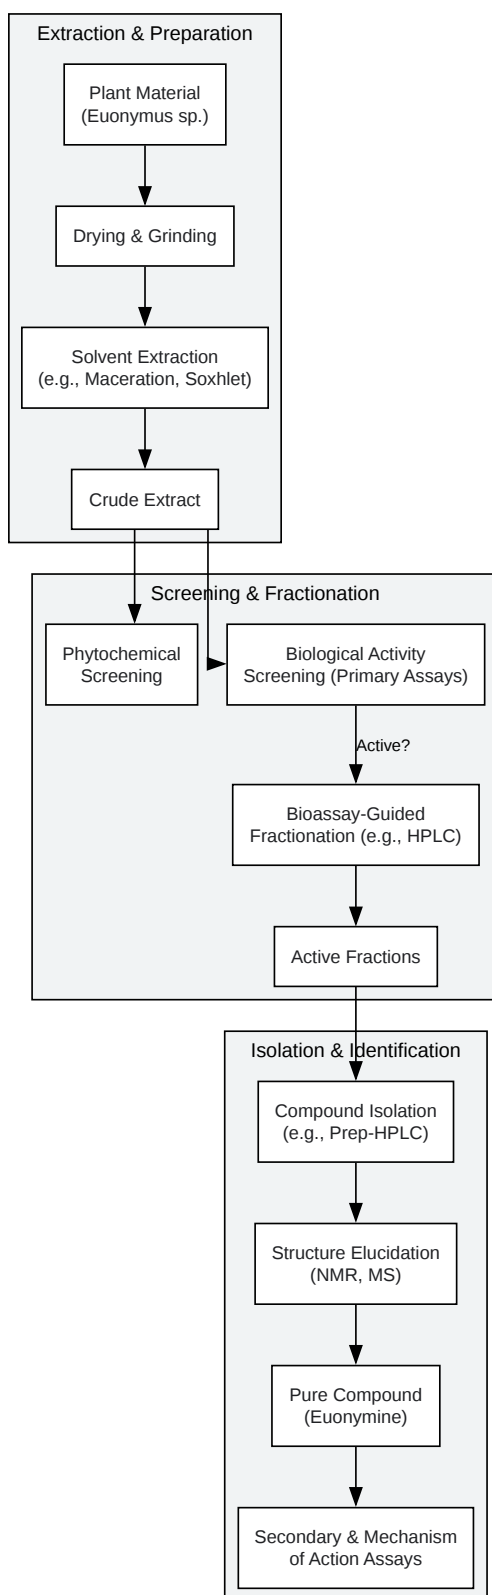 Extraction & Preparation
Plant Material
(Euonymus sp.)
Drying & Grinding
Solvent Extraction
(e.g., Maceration, Soxhlet)
Crude Extract
Screening & Fractionation
Phytochemical
Screening
Biological Activity
Screening (Primary Assays)
Active?
Bioassay-Guided
Fractionation (e.g., HPLC)
Active Fractions
Isolation & Identification
Compound Isolation
(e.g., Prep-HPLC)
Structure Elucidation
(NMR, MS)
Pure Compound
(Euonymine)
Secondary & Mechanism
of Action Assays